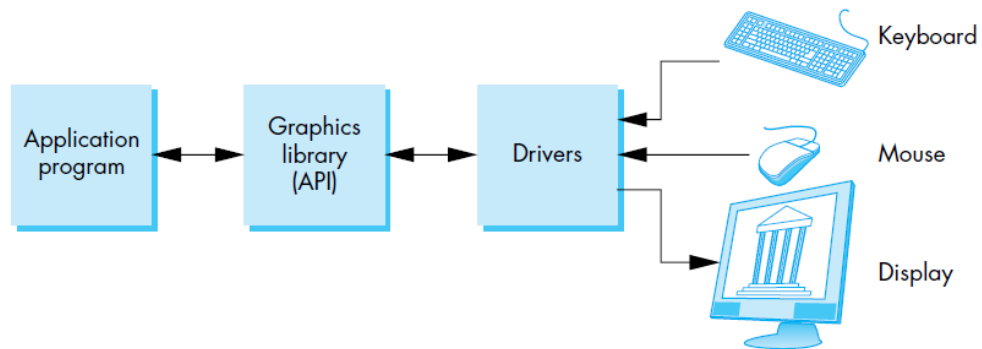 Application
program
Graphics
library
(API)
Drivers
Keyboard
Mouse
Display